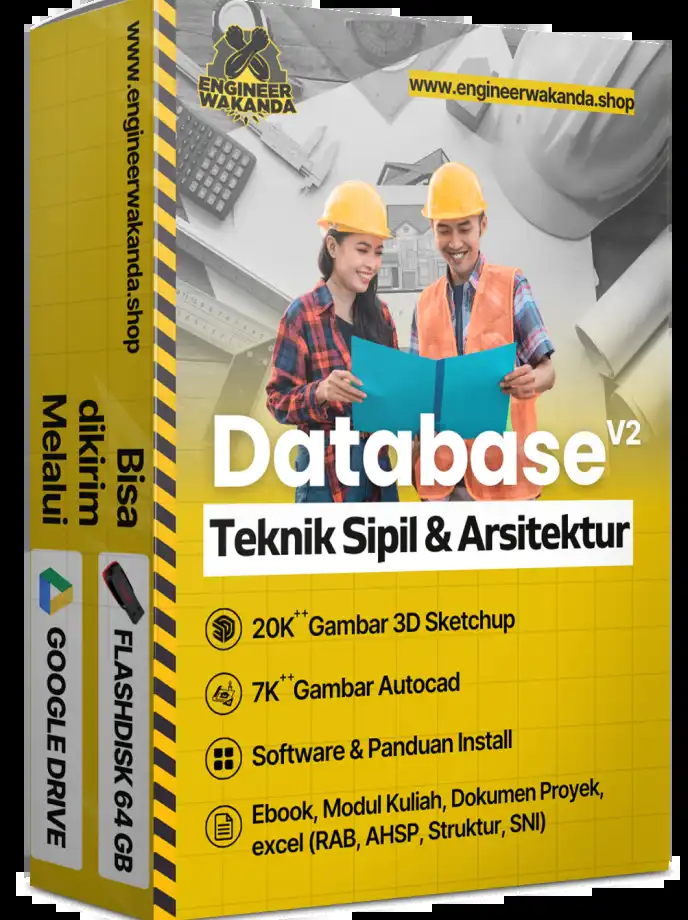 ENGINEER
WAKANDA
www.engineerwakanda.shop
Database V2
Teknik Sipil & Arsitektur
20K++ Gambar 3D Sketchup
7K++ Gambar Autocad
Software & Panduan Install
Ebook, Modul Kuliah, Dokumen Proyek,
excel (RAB, AHSP, Struktur, SNI)
www.engineerwakanda.shop
Bisa
dikirim
Melalui
FLASHDISK 64 GB
GOOGLE DRIVE